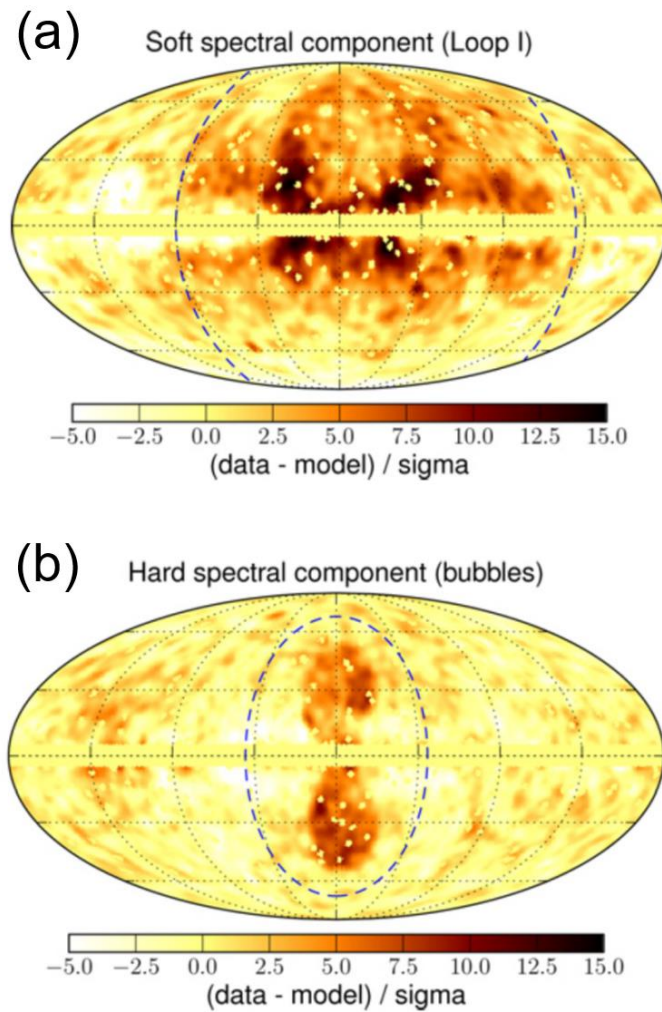 (a)
Soft spectral component (Loop I)
−5.0 −2.5 0.0 2.5 5.0 7.5 10.0 12.5 15.0
(data - model) / sigma
(b)
Hard spectral component (bubbles)
−5.0 −2.5 0.0 2.5 5.0 7.5 10.0 12.5 15.0
(data - model) / sigma